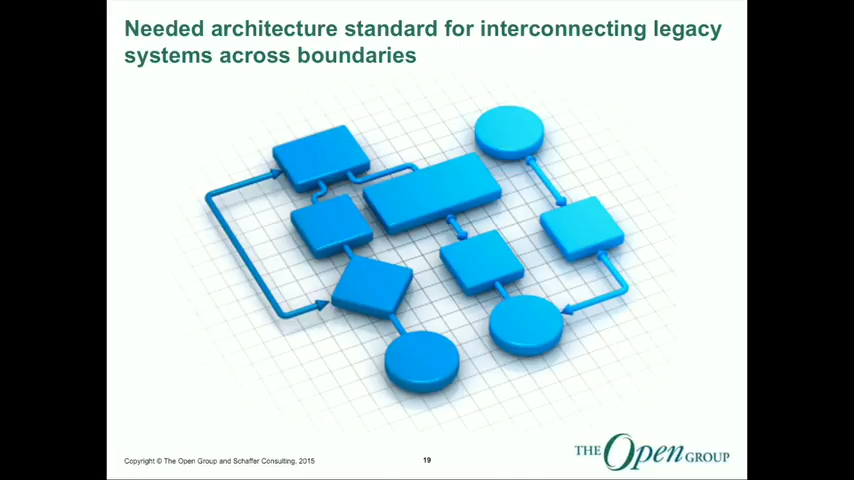 Needed architecture standard for interconnecting legacy
systems across boundaries
Copyright © The Open Group and Schaffer Consulting, 2015
19
THE Open GROUP